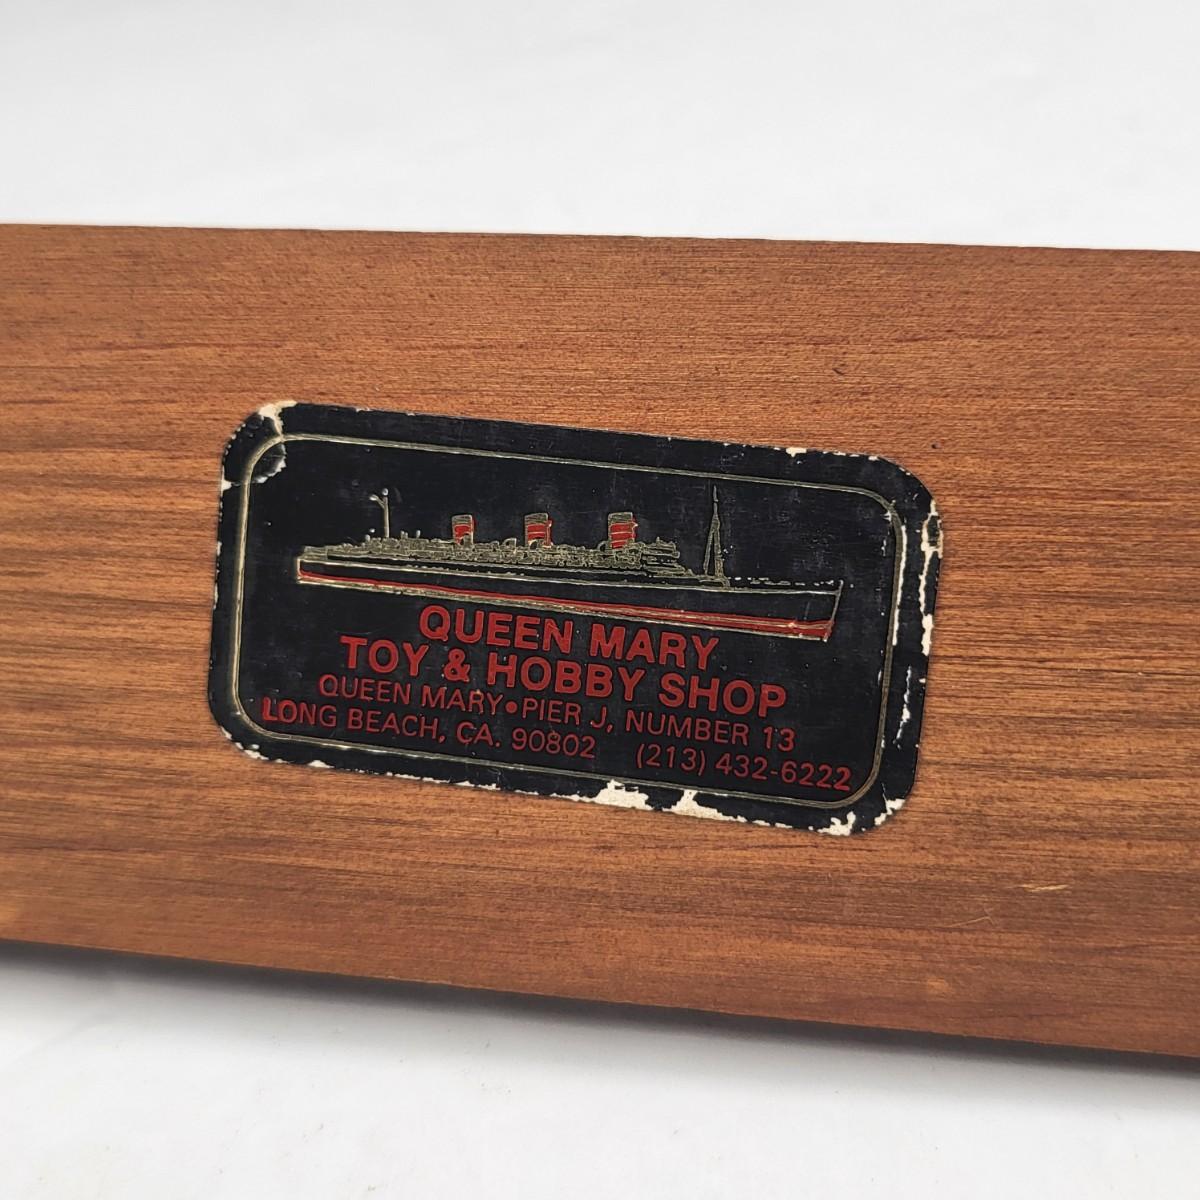 QUEEN MARY
TOY & HOBBY SHOP
QUEEN MARY•PIER J, NUMBER 13
LONG BEACH, CA. 90802 (213) 432-6222